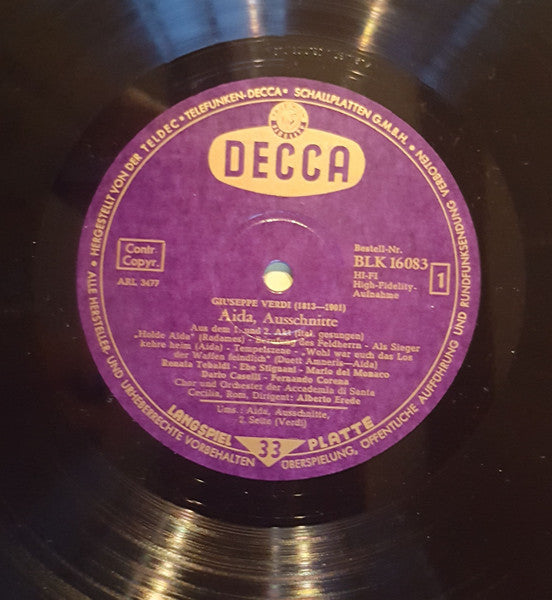 • HERGESTELLT VON DER TELDEC • TELEFUNKEN-DECCA • SCHALLPLATTEN G.M.B.H.
DECCA
Contr.
Copyr.
ARL 3477
Bestell-Nr.
BLK 16083
HI-FI
High-Fidelity-
Aufnahme
1
GIUSEPPE VERDI (1813—1901)
Aida, Ausschnitte
Aus dem 1. und 2. Akt (ital. gesungen)
„Holde Aida" (Radames) - des Feldherrn - Als Sieger
kehre heim (Aida) - Tempelszene - „Wohl war euch das Los
der Waffen feindlich" (Duett Amneris—Aida)
Renata Tebaldi - Ebe Stignani - Mario del Monaco
Dario Caselli - Fernando Corena
Chor und Orchester der Accademia di Santa
Cecilia, Rom, Dirigent: Alberto Erede
Ums.: Aida, Ausschnitte,
2. Seite (Verdi)
LANGSPIEL 33 PLATTE
ALLE HERSTELLER- UND URHEBERRECHTE VORBEHALTEN
ÜBERSPIELUNG, ÖFFENTLICHE AUFFÜHRUNG UND RUNDFUNKSENDUNG VERBOTEN